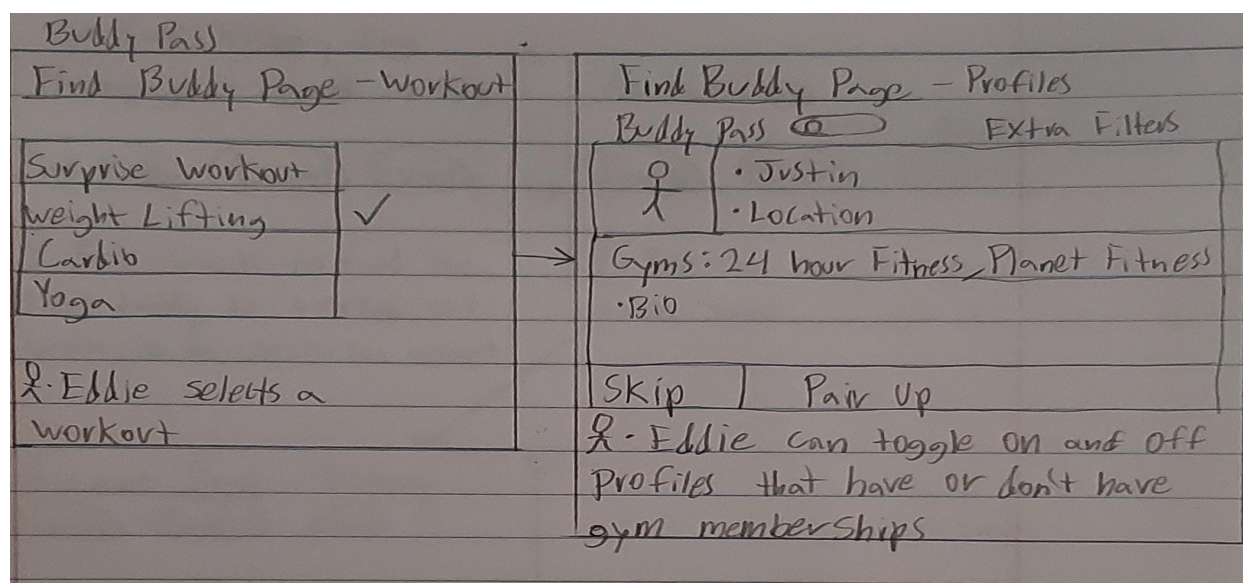 Buddy Pass
Find Buddy Page - Workout
Surprise Workout
Weight Lifting ✓
Cardio
Yoga
Eddie selects a
workout
Find Buddy Page - Profiles
Buddy Pass Extra Filters
• Justin
• Location
Gyms: 24 hour Fitness, Planet Fitness
• Bio
Skip Pair Up
• Eddie can toggle on and off
profiles that have or don't have
gym memberships